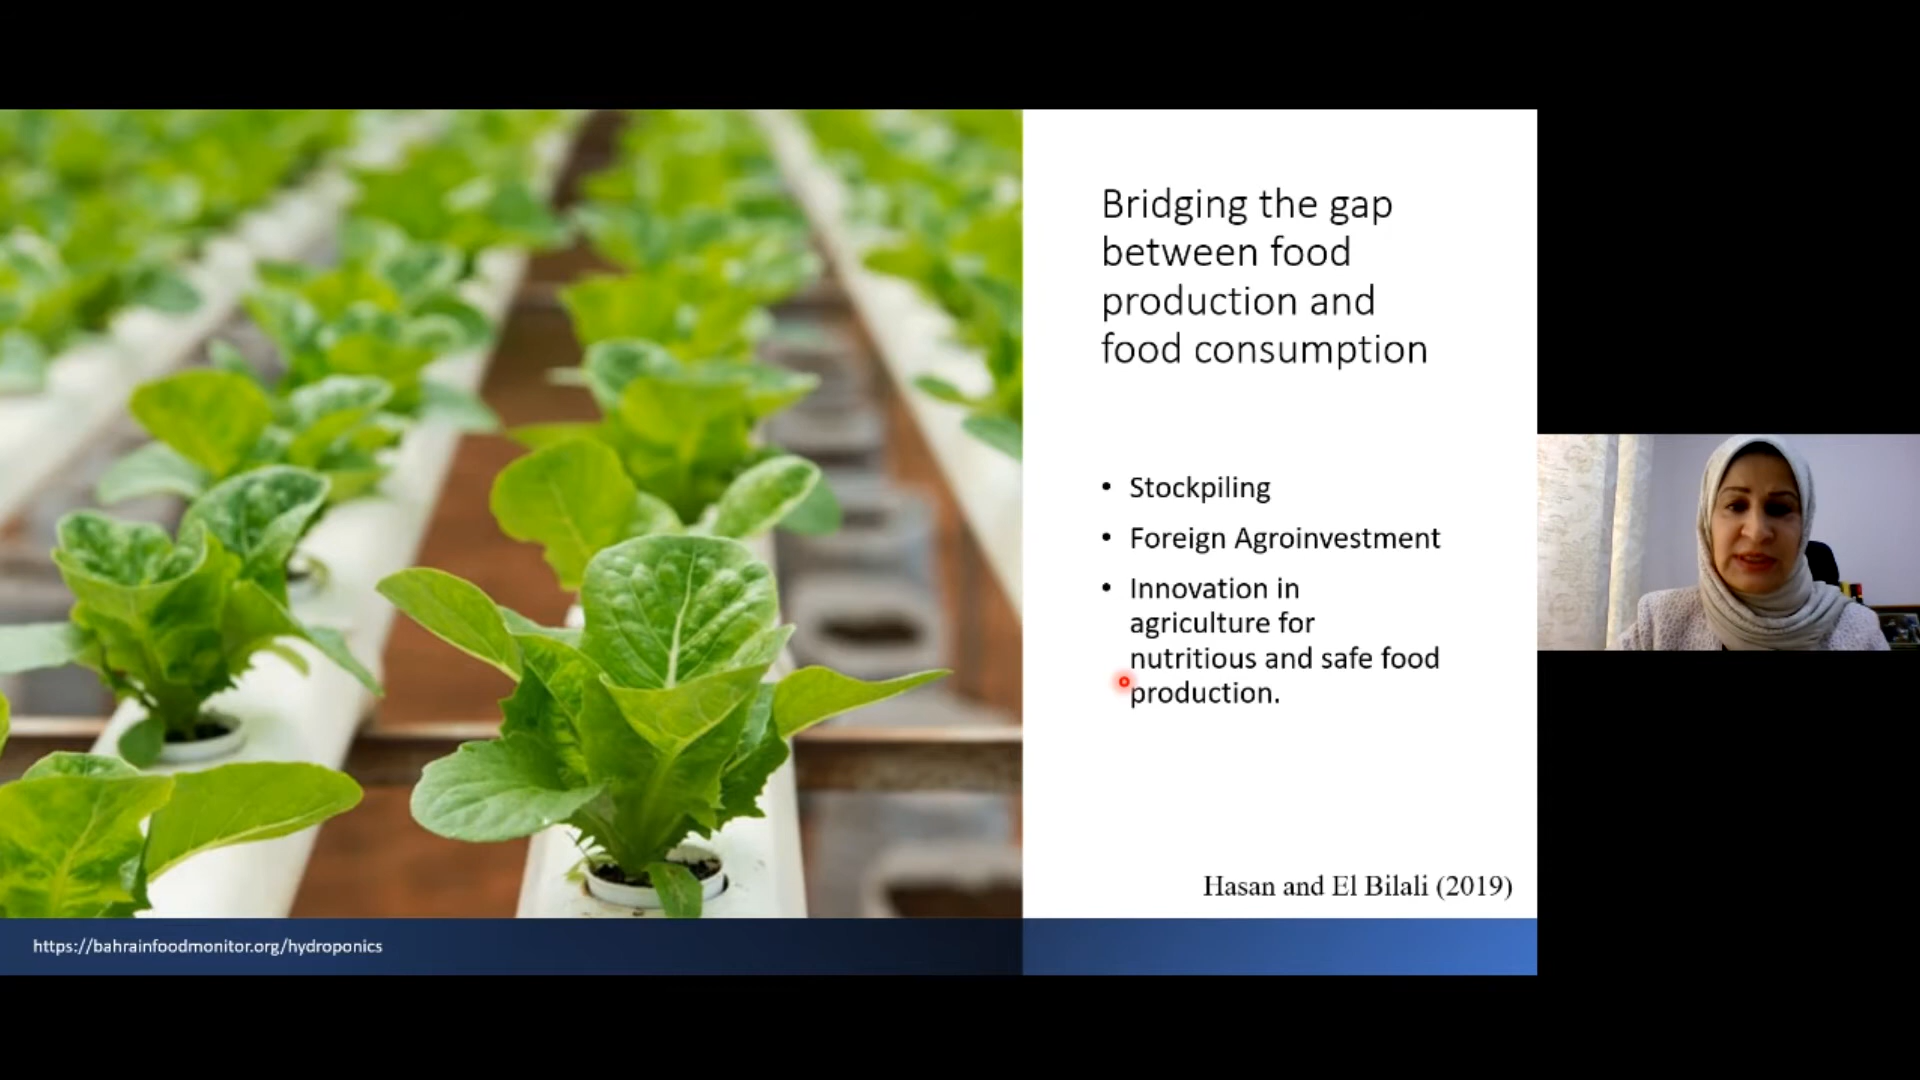 Bridging the gap
between food
production and
food consumption
• Stockpiling
• Foreign Agroinvestment
• Innovation in
agriculture for
nutritious and safe food
production.
Hasan and El Bilali (2019)
https://bahrainfoodmonitor.org/hydroponics